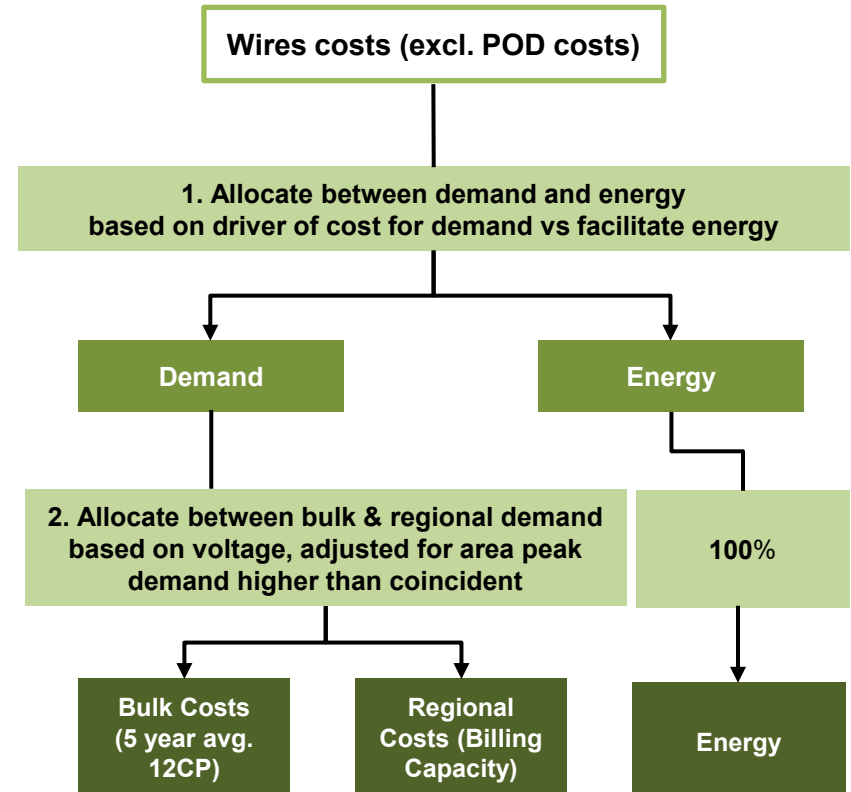 Wires costs (excl. POD costs)
1. Allocate between demand and energy
based on driver of cost for demand vs facilitate energy
Demand
Energy
2. Allocate between bulk & regional demand
based on voltage, adjusted for area peak
demand higher than coincident
100%
Bulk Costs
(5 year avg.
12CP)
Regional
Costs (Billing
Capacity)
Energy